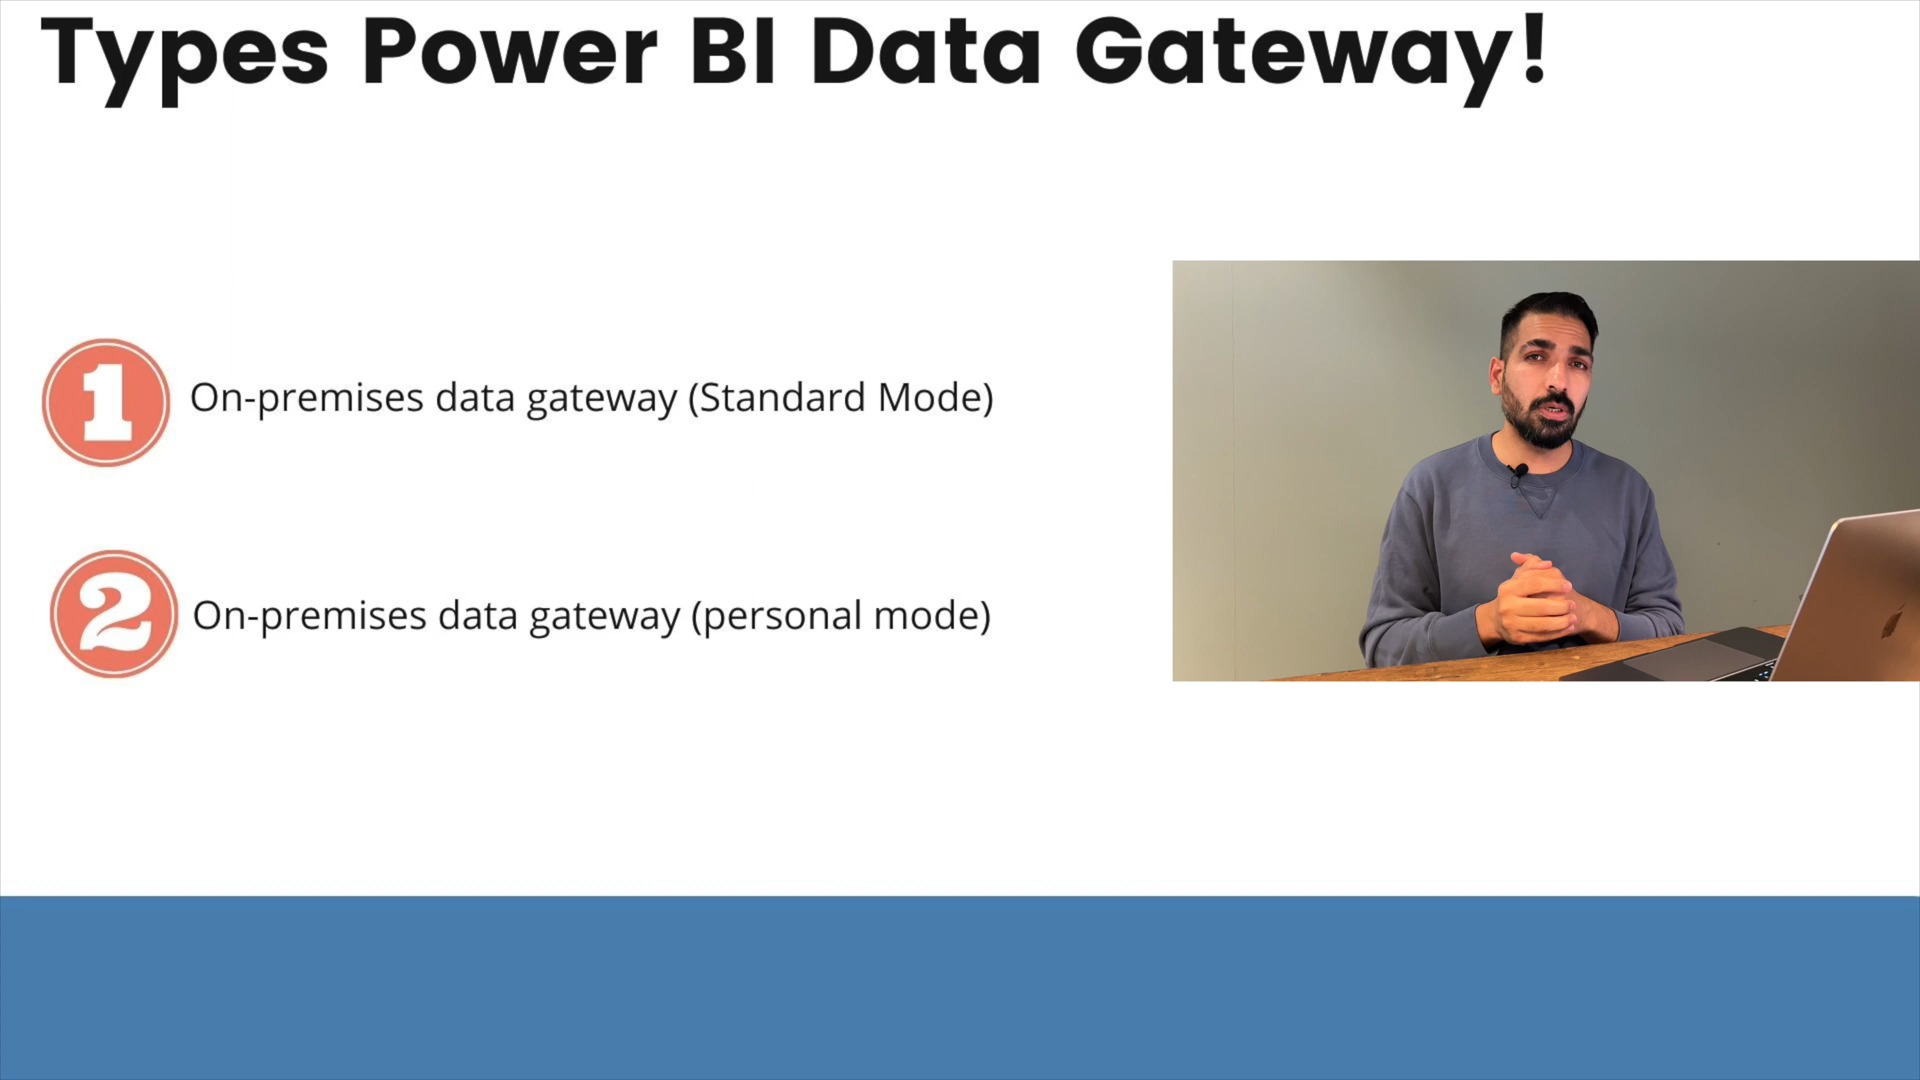 Types Power BI Data Gateway!
1 On-premises data gateway (Standard Mode)
2 On-premises data gateway (personal mode)